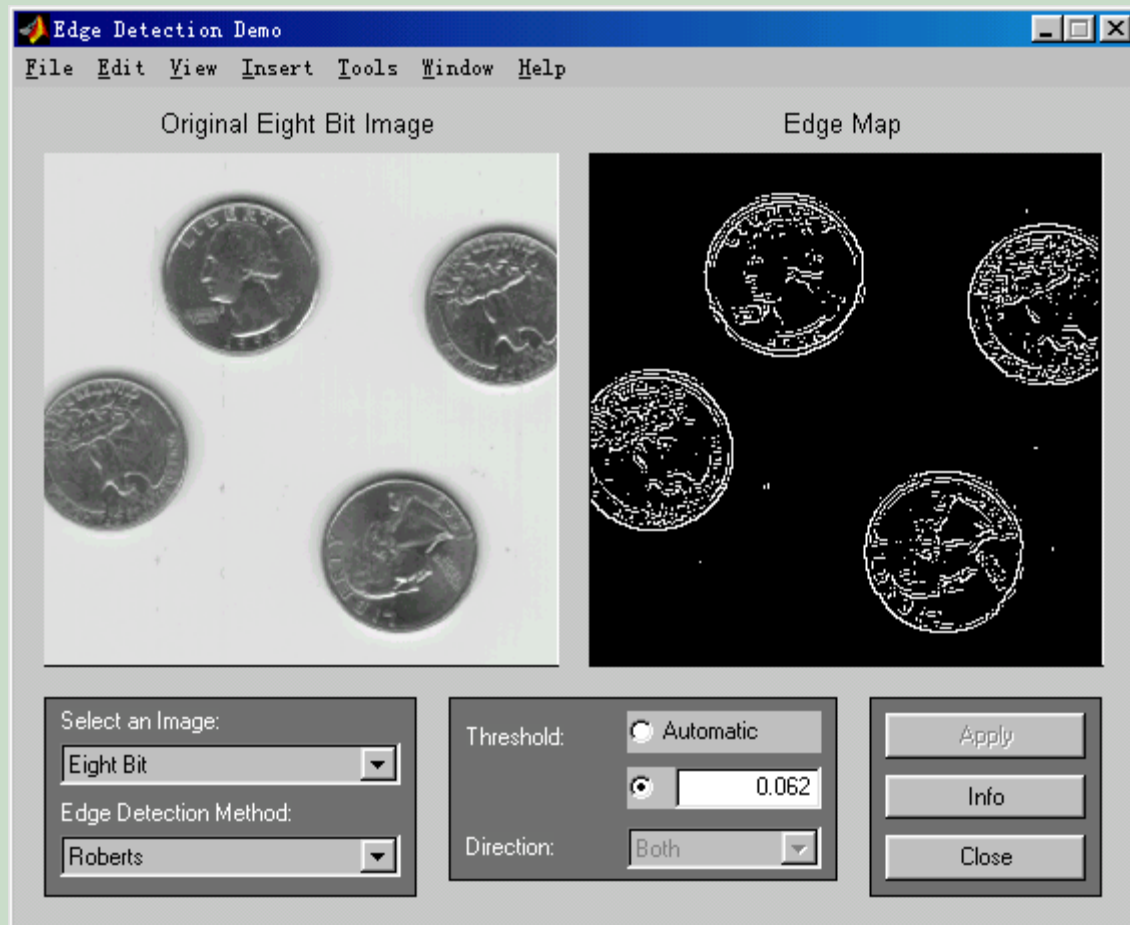 Edge Detection Demo
File Edit View Insert Tools Window Help
Original Eight Bit Image
Edge Map
LIBERTY
Select an Image:
Eight Bit
Edge Detection Method:
Roberts
Threshold:
Automatic
0.062
Direction:
Both
Apply
Info
Close